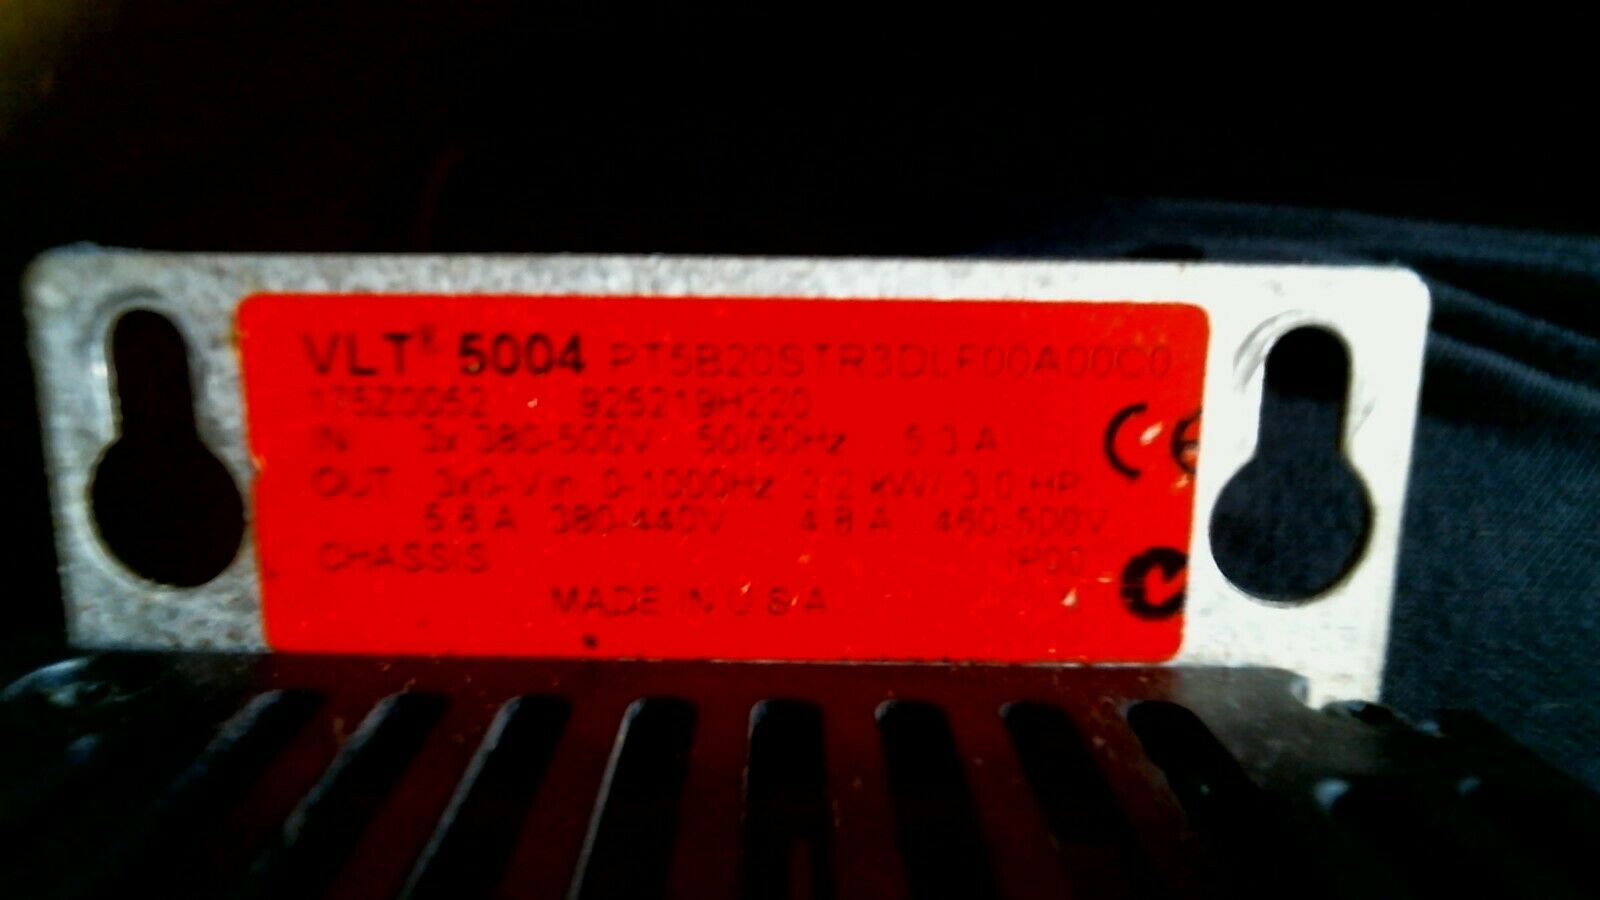 VLT® 5004 PT5B20STR3DLF00A00C0
175Z0052 925219H220
IN 3x 380-500V 50/60Hz 5.3 A
OUT 3x0-Vin 0-1000Hz 2.2 kW/ 3.0 HP
5.6 A 380-440V 4.8 A 460-500V
CHASSIS IP00
MADE IN U S A
CE